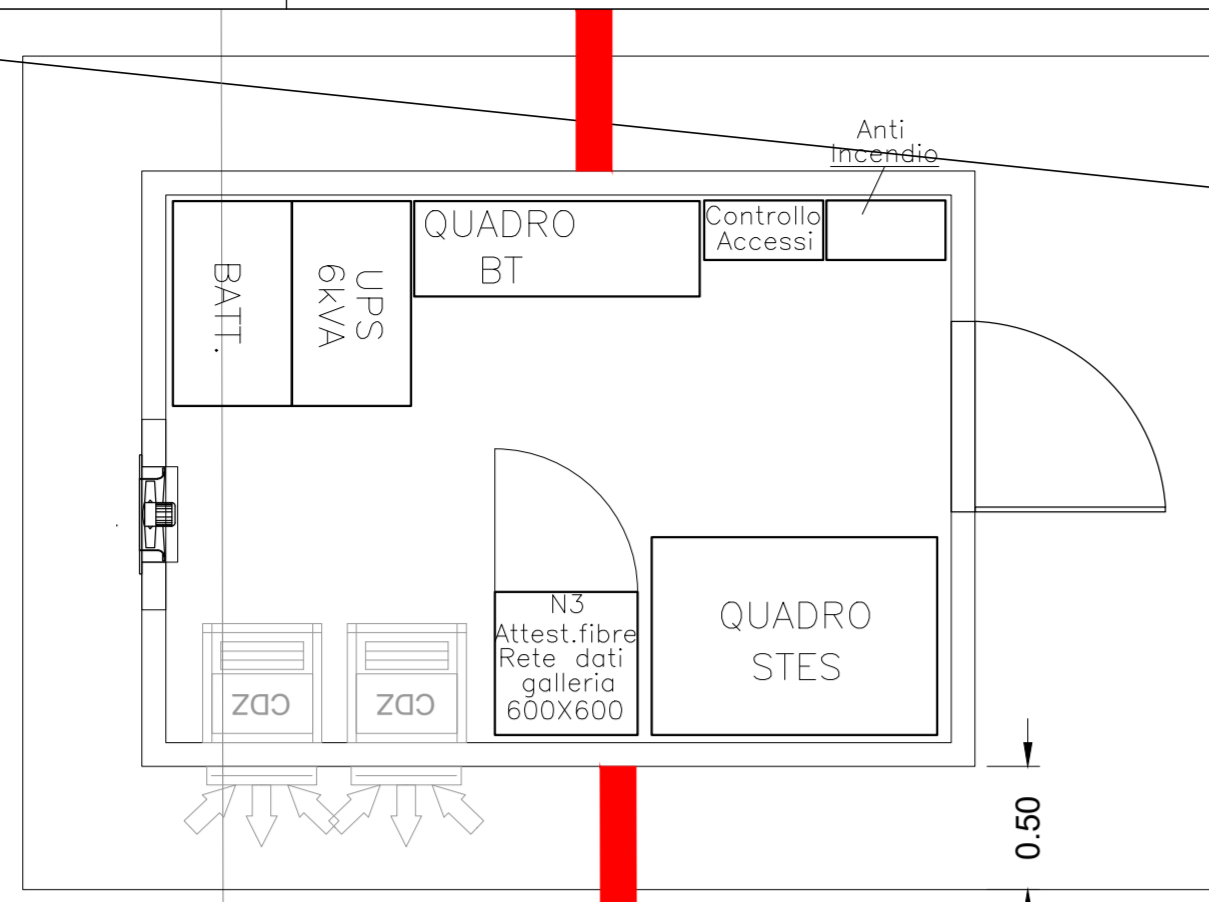 Anti
Incendio
QUADRO
BT
Controllo
Accessi
BATT.
UPS
6kVA
N3
Attest.fibre
Rete dati
galleria
600X600
QUADRO
STES
CDZ
CDZ
0.50